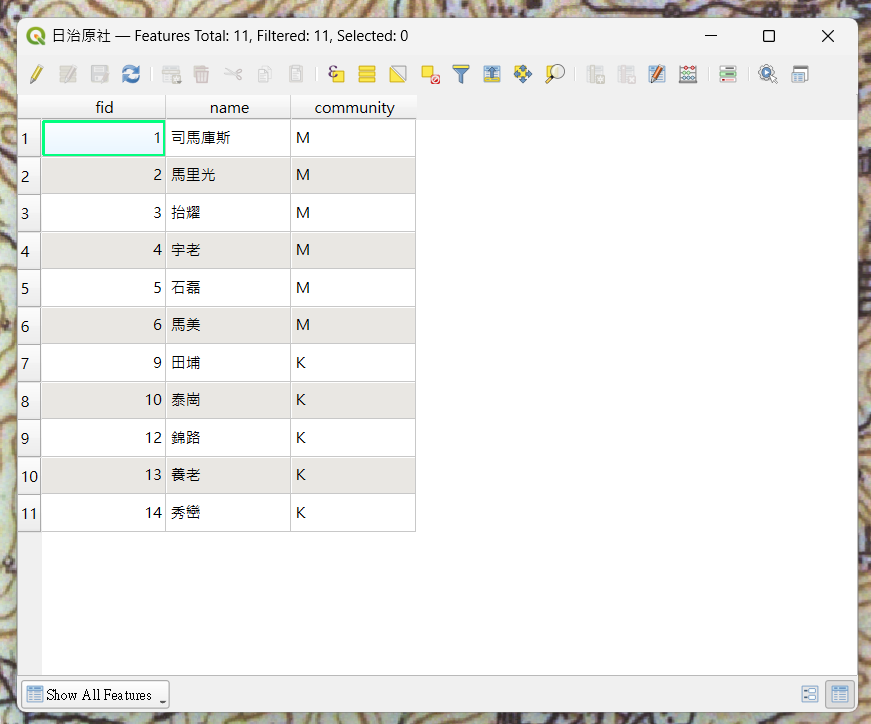 日治原社 — Features Total: 11, Filtered: 11, Selected: 0
fid name community
1 1 司馬庫斯 M
2 2 馬里光 M
3 3 抬耀 M
4 4 宇老 M
5 5 石磊 M
6 6 馬美 M
7 9 田埔 K
8 10 泰崗 K
9 12 錦路 K
10 13 養老 K
11 14 秀巒 K
Show All Features